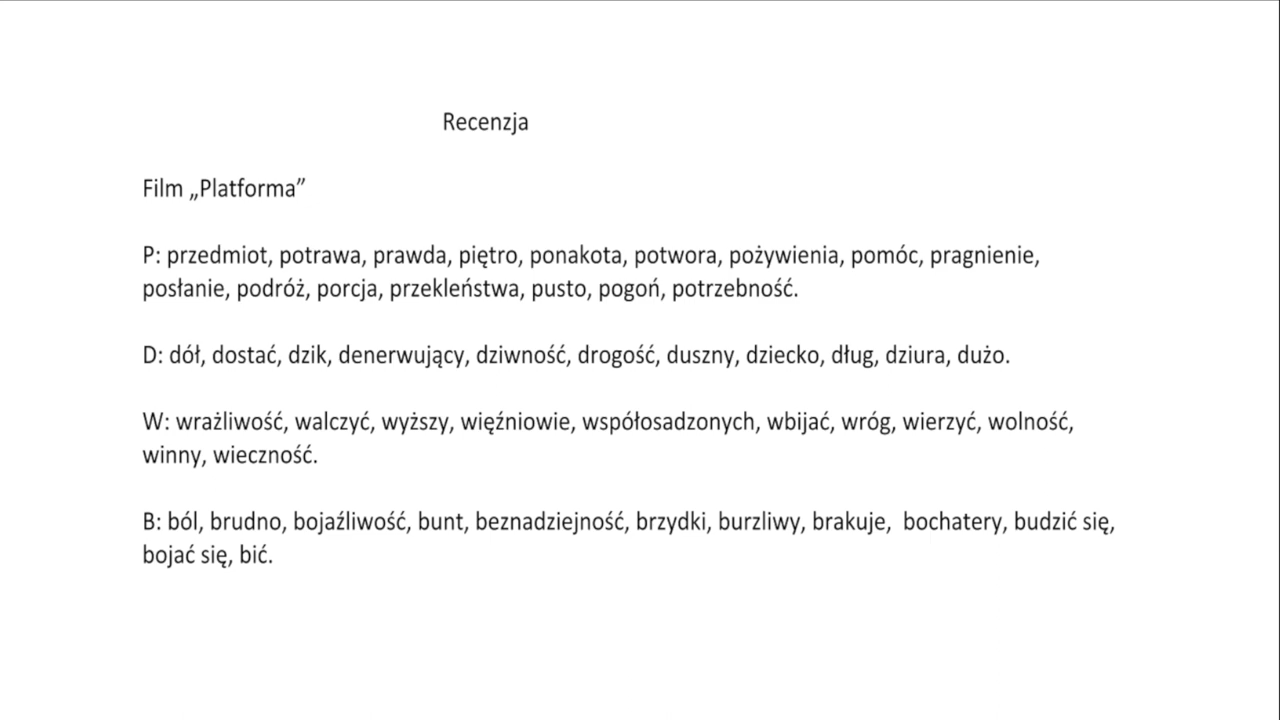 Recenzja
Film „Platforma”
P: przedmiot, potrawa, prawda, piętro, ponakota, potwora, pożywienia, pomóc, pragnienie,
posłanie, podróż, porcja, przekleństwa, pusto, pogoń, potrzebność.
D: dół, dostać, dzik, denerwujący, dziwność, drogość, duszny, dziecko, dług, dziura, dużo.
W: wrażliwość, walczyć, wyższy, więźniowie, współosadzonych, wbijać, wróg, wierzyć, wolność,
winny, wieczność.
B: ból, brudno, bojaźliwość, bunt, beznadziejność, brzydki, burzliwy, brakuje, bochatery, budzić się,
bojać się, bić.